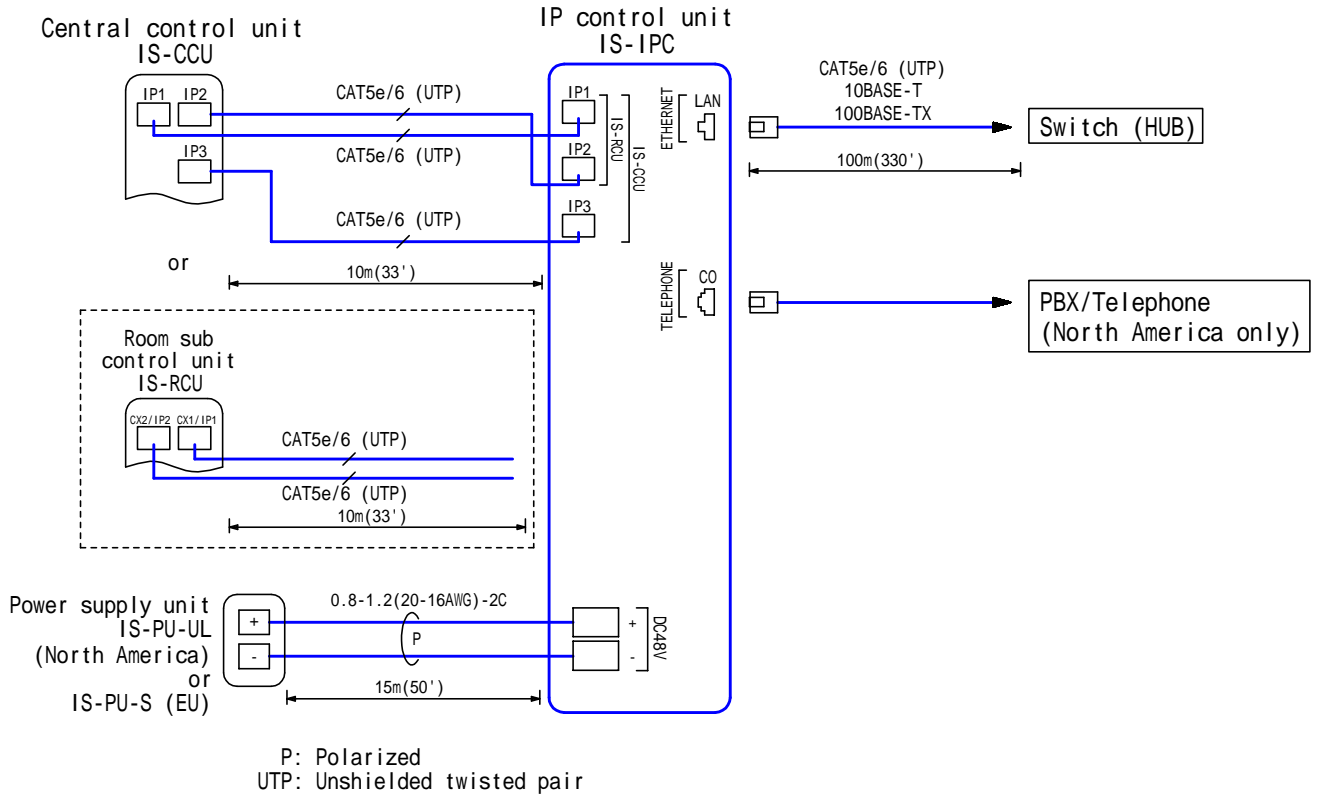 Central control unit
IS-CCU
IP1
IP2
IP3
CAT5e/6 (UTP)
CAT5e/6 (UTP)
CAT5e/6 (UTP)
or
10m(33')
IP control unit
IS-IPC
IP1
IP2
IP3
IS-RCU
IS-CCU
ETHERNET
LAN
TELEPHONE
CO
CAT5e/6 (UTP)
10BASE-T
100BASE-TX
100m(330')
Switch (HUB)
PBX/Telephone
(North America only)
Room sub
control unit
IS-RCU
CX2/IP2
CX1/IP1
CAT5e/6 (UTP)
CAT5e/6 (UTP)
10m(33')
Power supply unit
IS-PU-UL
(North America)
or
IS-PU-S (EU)
+
-
0.8-1.2(20-16AWG)-2C
P
15m(50')
+
-
DC48V
P: Polarized
UTP: Unshielded twisted pair